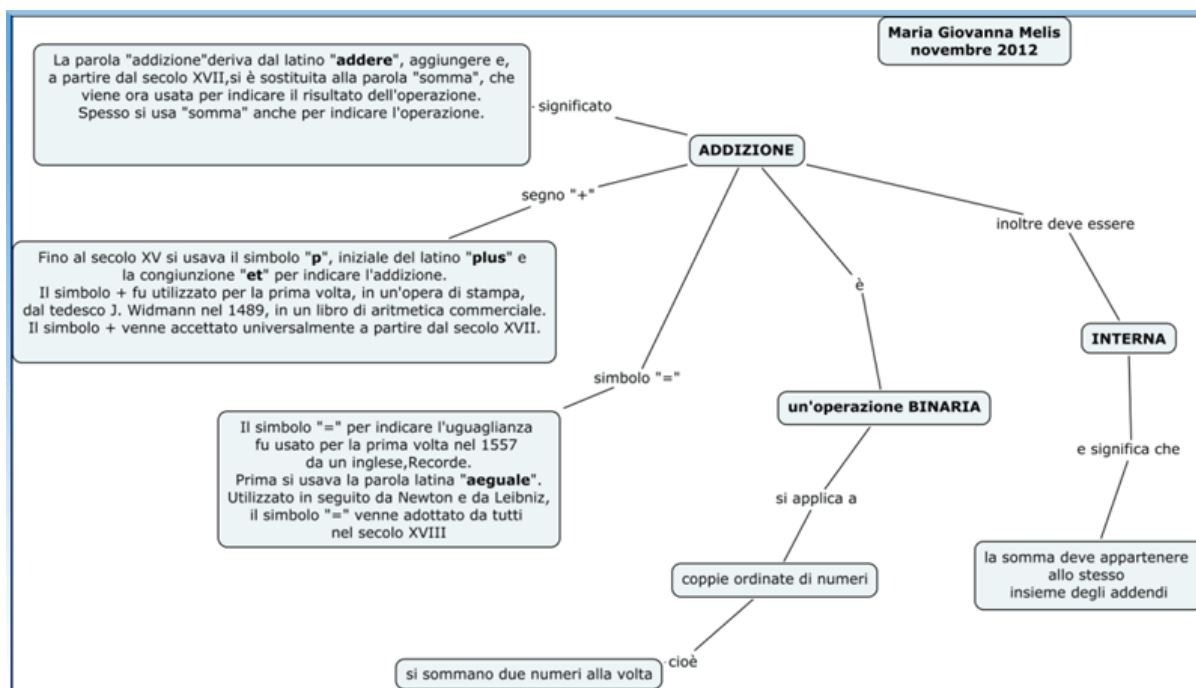 Maria Giovanna Melis
novembre 2012
La parola "addizione"deriva dal latino "addere", aggiungere e,
a partire dal secolo XVII,si è sostituita alla parola "somma", che
viene ora usata per indicare il risultato dell'operazione.
Spesso si usa "somma" anche per indicare l'operazione.
significato
ADDIZIONE
segno "+"
inoltre deve essere
Fino al secolo XV si usava il simbolo "p", iniziale del latino "plus" e
la congiunzione "et" per indicare l'addizione.
Il simbolo + fu utilizzato per la prima volta, in un'opera di stampa,
dal tedesco J. Widmann nel 1489, in un libro di aritmetica commerciale.
Il simbolo + venne accettato universalmente a partire dal secolo XVII.
è
INTERNA
simbolo "="
un'operazione BINARIA
Il simbolo "=" per indicare l'uguaglianza
fu usato per la prima volta nel 1557
da un inglese,Recorde.
Prima si usava la parola latina "aeguale".
Utilizzato in seguito da Newton e da Leibniz,
il simbolo "=" venne adottato da tutti
nel secolo XVIII
e significa che
si applica a
la somma deve appartenere
allo stesso
insieme degli addendi
coppie ordinate di numeri
cioè
si sommano due numeri alla volta